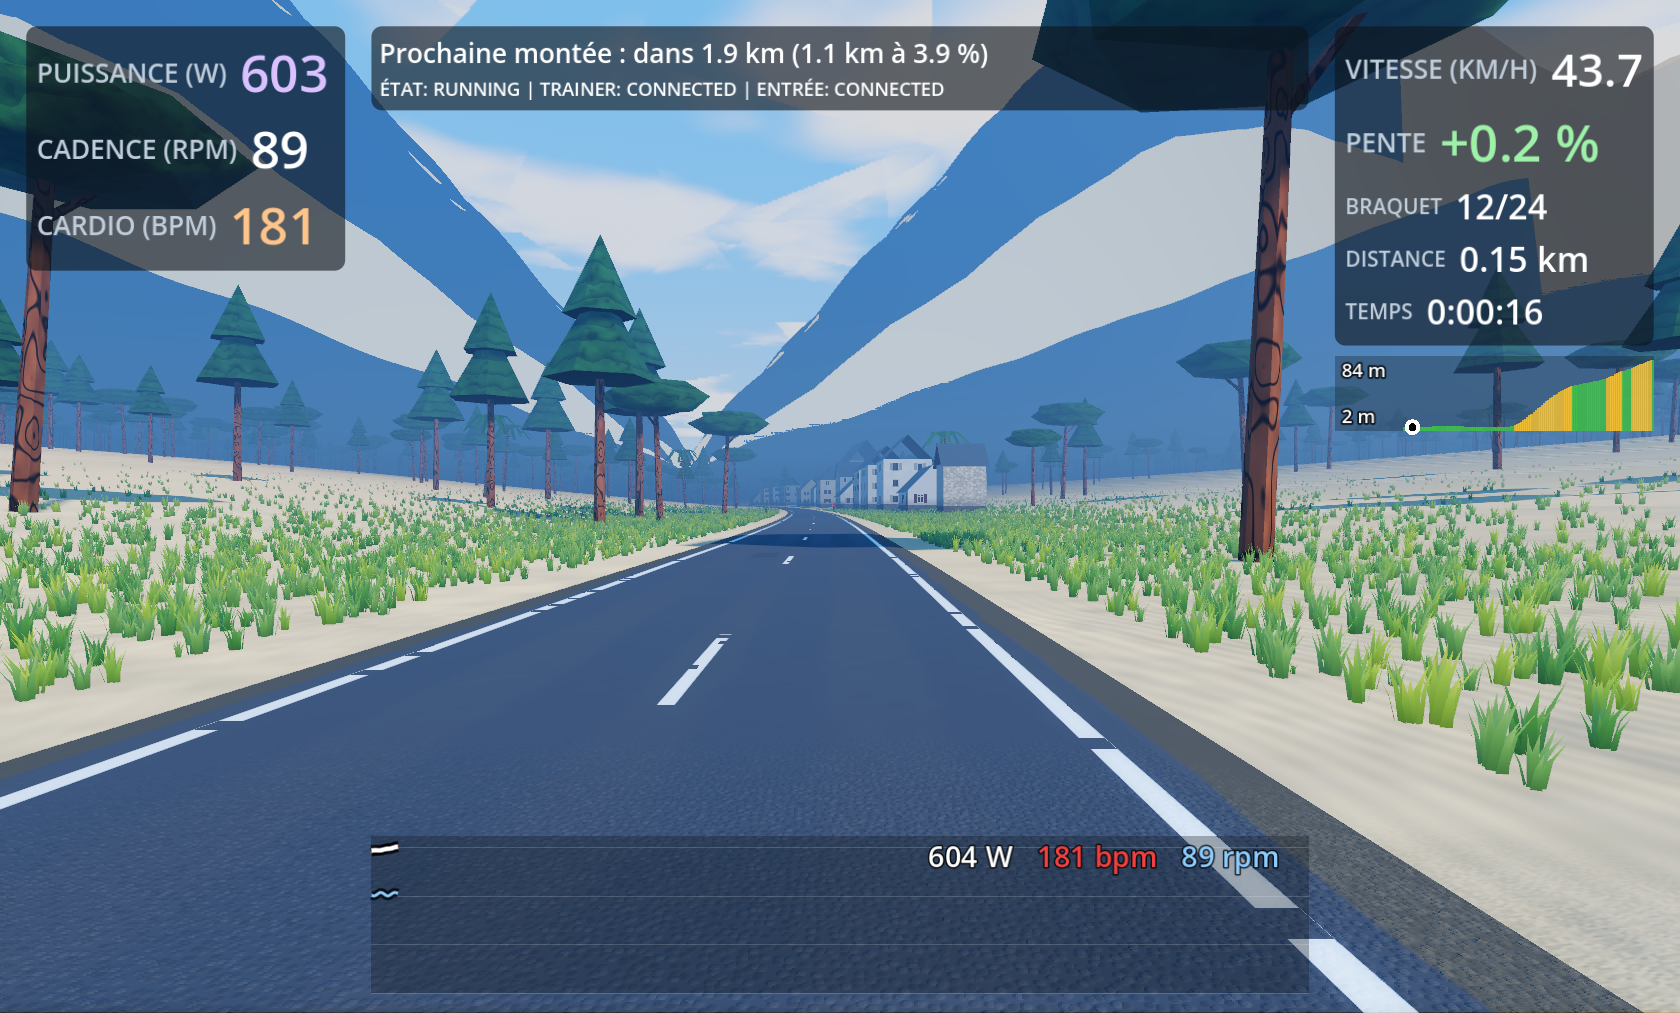 PUISSANCE (W) 603
CADENCE (RPM) 89
CARDIO (BPM) 181
Prochaine montée : dans 1.9 km (1.1 km à 3.9 %)
ÉTAT: RUNNING | TRAINER: CONNECTED | ENTRÉE: CONNECTED
VITESSE (KM/H) 43.7
PENTE +0.2 %
BRAQUET 12/24
DISTANCE 0.15 km
TEMPS 0:00:16
84 m
2 m
604 W 181 bpm 89 rpm